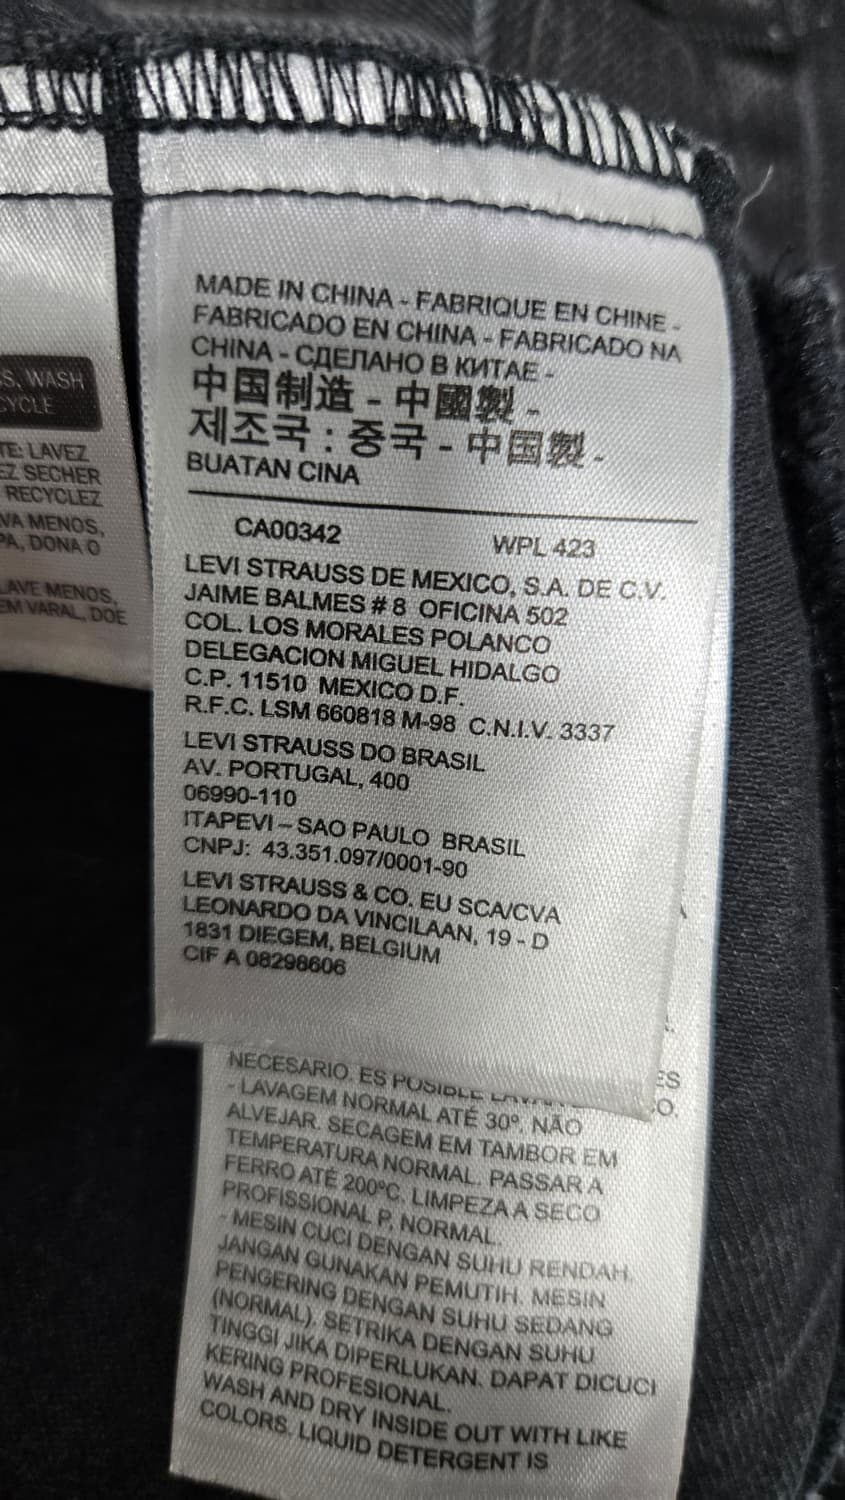 S, WASH
CYCLE
TE: LAVEZ
EZ SECHER
RECYCLEZ
VA MENOS,
PA, DONA O
LAVE MENOS,
EM VARAL, DOE
MADE IN CHINA - FABRIQUE EN CHINE -
FABRICADO EN CHINA - FABRICADO NA
CHINA - СДЕЛАНО В КИТАЕ -
中国制造 - 中國製 -
제조국 : 중국 - 中国製 -
BUATAN CINA
CA00342 WPL 423
LEVI STRAUSS DE MEXICO, S.A. DE C.V.
JAIME BALMES # 8 OFICINA 502
COL. LOS MORALES POLANCO
DELEGACION MIGUEL HIDALGO
C.P. 11510 MEXICO D.F.
R.F.C. LSM 660818 M-98 C.N.I.V. 3337
LEVI STRAUSS DO BRASIL
AV. PORTUGAL, 400
06990-110
ITAPEVI – SAO PAULO BRASIL
CNPJ: 43.351.097/0001-90
LEVI STRAUSS & CO. EU SCA/CVA
LEONARDO DA VINCILAAN, 19 - D
1831 DIEGEM, BELGIUM
CIF A 08298606
NECESARIO. ES POSIBLE
- LAVAGEM NORMAL ATÉ 30º. NÃO
ALVEJAR. SECAGEM EM TAMBOR EM
TEMPERATURA NORMAL. PASSAR A
FERRO ATÉ 200ºC. LIMPEZA A SECO
PROFISSIONAL P, NORMAL.
- MESIN CUCI DENGAN SUHU RENDAH.
JANGAN GUNAKAN PEMUTIH. MESIN
PENGERING DENGAN SUHU SEDANG
(NORMAL). SETRIKA DENGAN SUHU
TINGGI JIKA DIPERLUKAN. DAPAT DICUCI
KERING PROFESIONAL.
WASH AND DRY INSIDE OUT WITH LIKE
COLORS. LIQUID DETERGENT IS